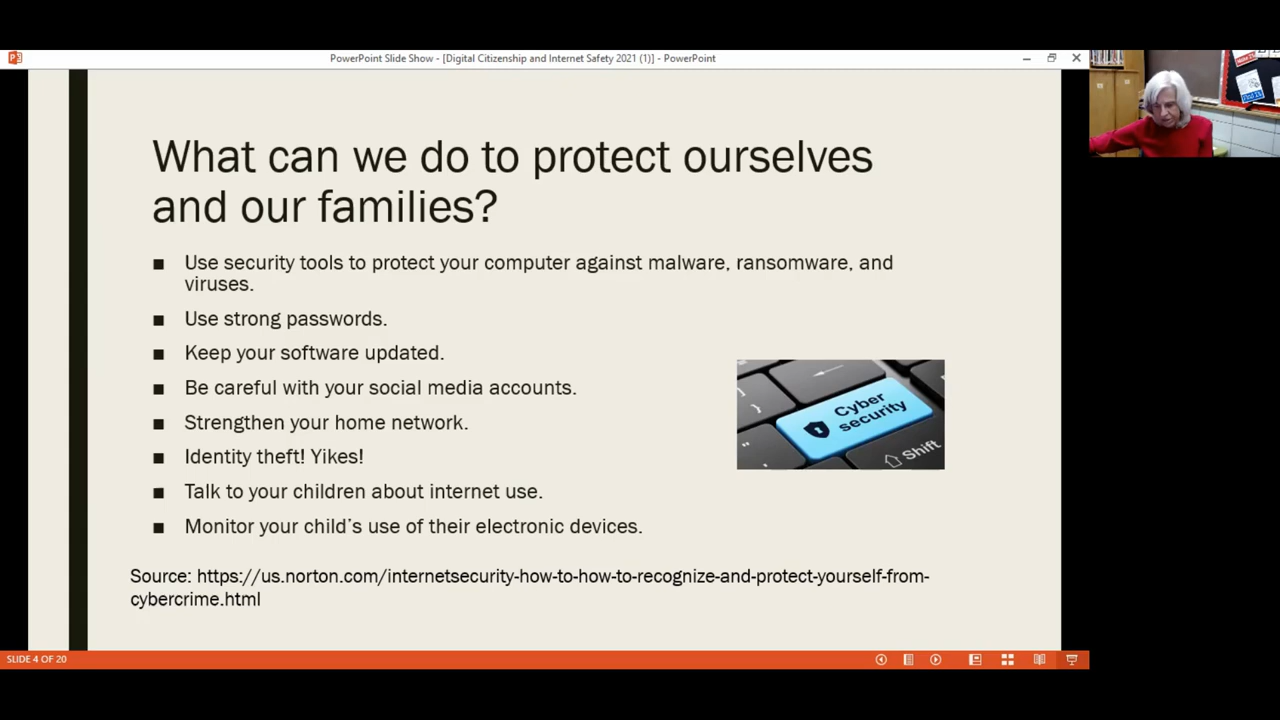 PowerPoint Slide Show - [Digital Citizenship and Internet Safety 2021 (1)] - PowerPoint
What can we do to protect ourselves
and our families?
■ Use security tools to protect your computer against malware, ransomware, and
viruses.
■ Use strong passwords.
■ Keep your software updated.
■ Be careful with your social media accounts.
■ Strengthen your home network.
■ Identity theft! Yikes!
■ Talk to your children about internet use.
■ Monitor your child's use of their electronic devices.
Cyber
security
Shift
Source: https://us.norton.com/internetsecurity-how-to-how-to-recognize-and-protect-yourself-from-
cybercrime.html
SLIDE 4 OF 20